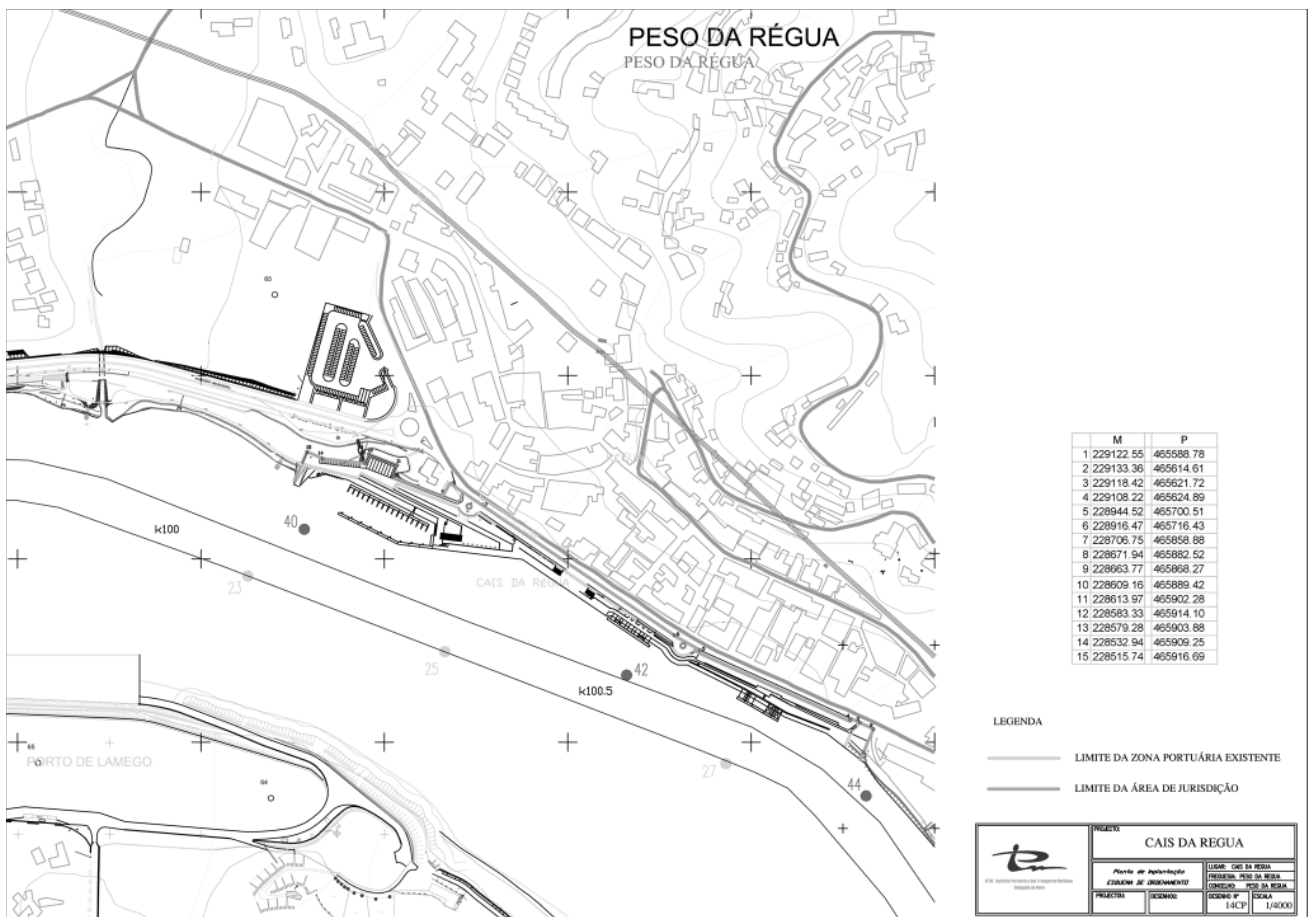 PESO DA RÉGUA
PESO DA RÉGUA
65
40
k100
23
CAIS DA REGUA
25
42
k100.5
27
44
65
PORTO DE LAMEGO
64
M P
1 229122.55 465588.78
2 229133.36 465614.61
3 229118.42 465621.72
4 229108.22 465624.89
5 228944.52 465700.51
6 228916.47 465716.43
7 228706.75 465858.88
8 228671.94 465882.52
9 228663.77 465868.27
10 228609.16 465889.42
11 228613.97 465902.28
12 228583.33 465914.10
13 228579.28 465903.88
14 228532.94 465909.25
15 228515.74 465916.69
LEGENDA
LIMITE DA ZONA PORTUÁRIA EXISTENTE
LIMITE DA ÁREA DE JURISDIÇÃO
PROJECTO:
CAIS DA REGUA
Planta de Implantação
ESQUEMA DE ORDENAMENTO
LUGAR: CAIS DA REGUA
FREGUESIA: PESO DA REGUA
CONCELHO: PESO DA REGUA
PROJECTOU:
DESENHOU:
DESENHO Nº
14CP
ESCALA
1/4000